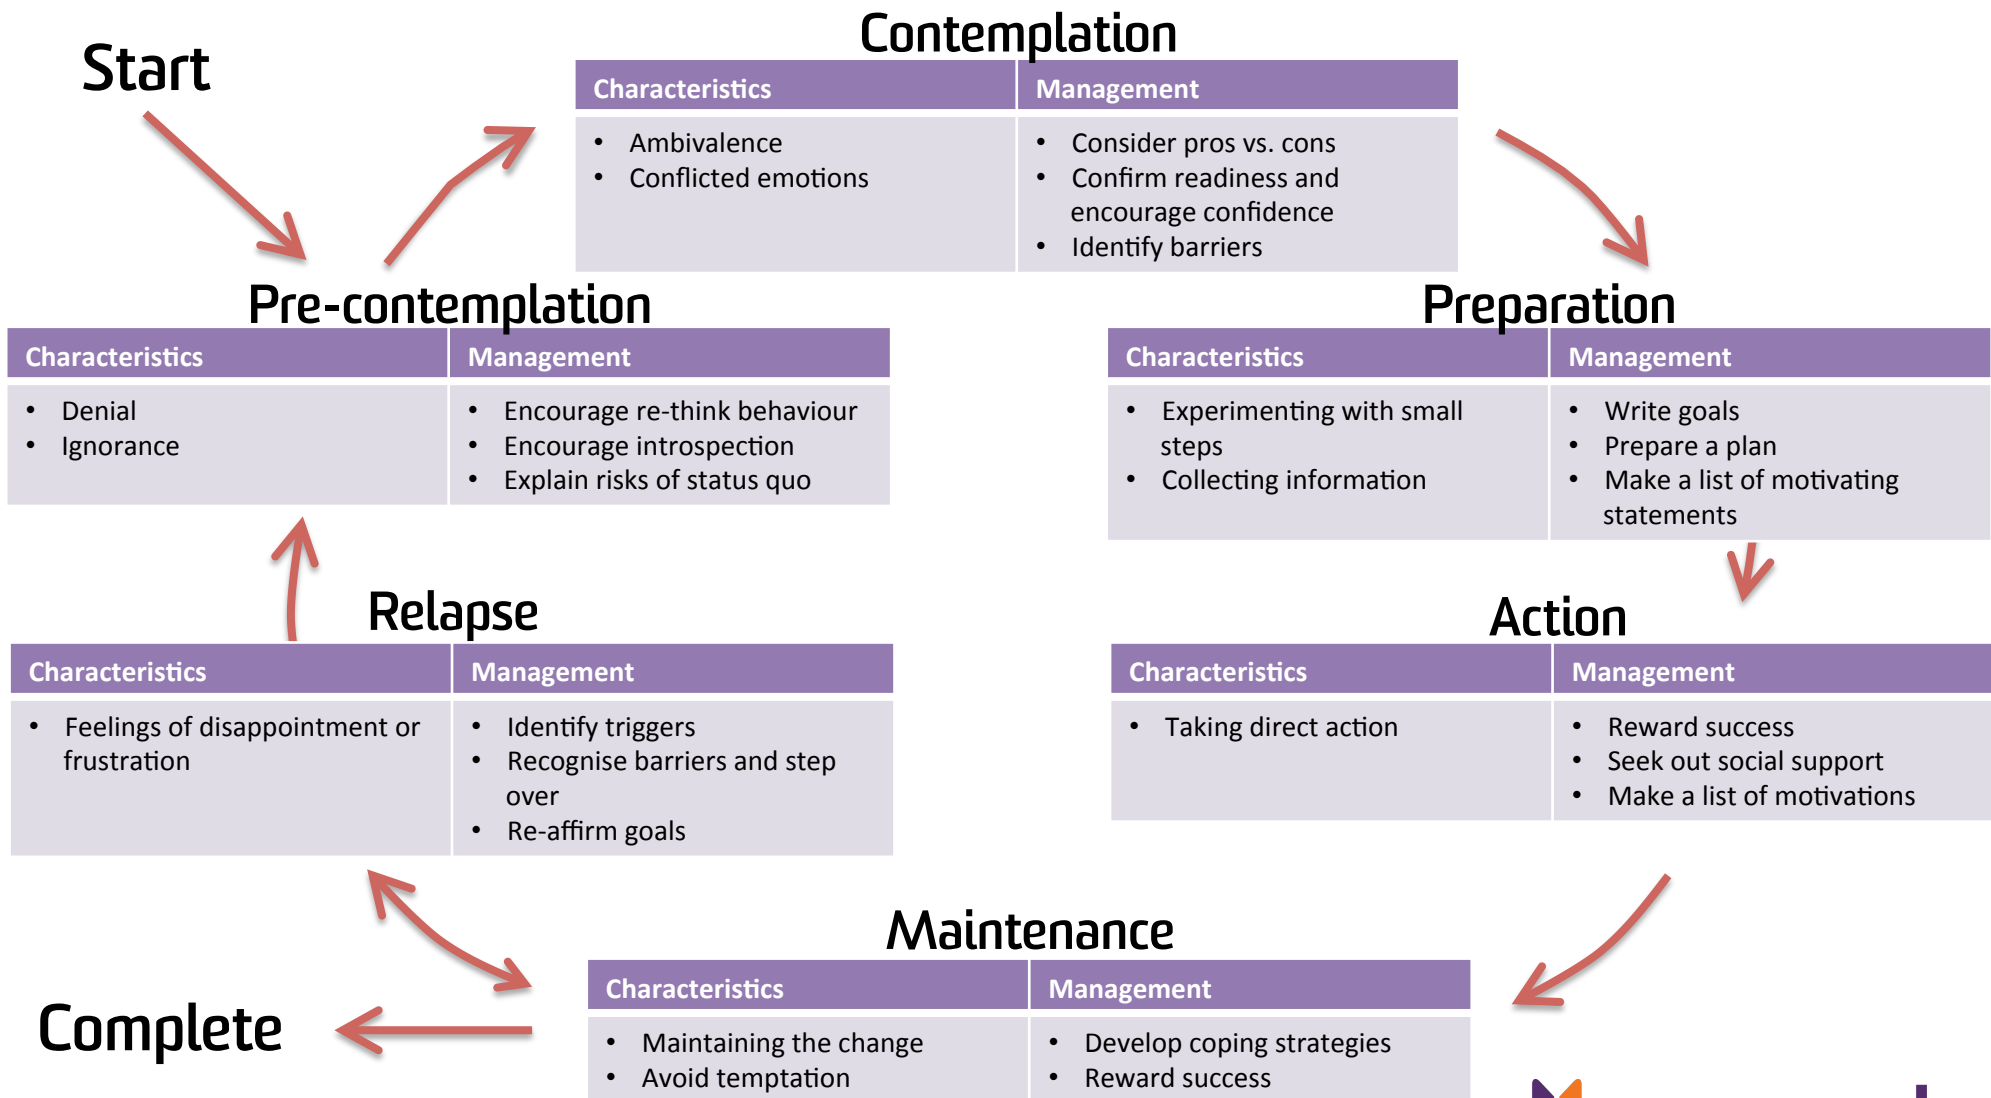 Start
Contemplation
Characteristics
Management
• Ambivalence
• Conflicted emotions
• Consider pros vs. cons
• Confirm readiness and
encourage confidence
• Identify barriers
Pre-contemplation
Characteristics
Management
• Denial
• Ignorance
• Encourage re-think behaviour
• Encourage introspection
• Explain risks of status quo
Preparation
Characteristics
Management
• Experimenting with small
steps
• Collecting information
• Write goals
• Prepare a plan
• Make a list of motivating
statements
Relapse
Characteristics
Management
• Feelings of disappointment or
frustration
• Identify triggers
• Recognise barriers and step
over
• Re-affirm goals
Action
Characteristics
Management
• Taking direct action
• Reward success
• Seek out social support
• Make a list of motivations
Maintenance
Characteristics
Management
• Maintaining the change
• Avoid temptation
• Develop coping strategies
• Reward success
Complete